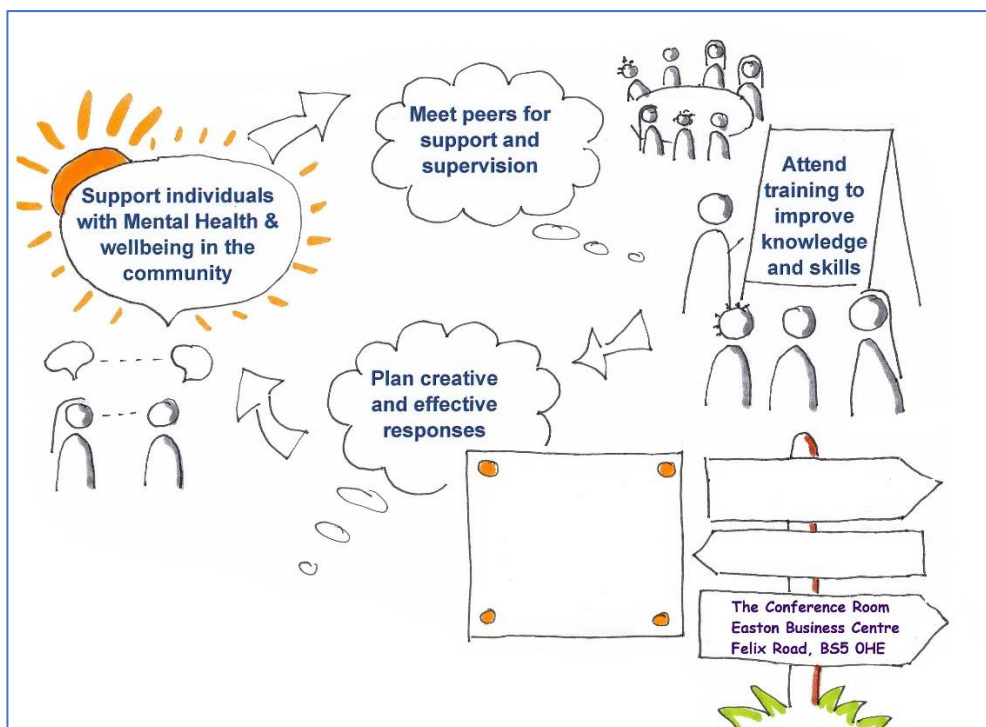 Meet peers for
support and
supervision
Support individuals
with Mental Health &
wellbeing in the
community
Attend
training to
improve
knowledge
and skills
Plan creative
and effective
responses
The Conference Room
Easton Business Centre
Felix Road, BS5 0HE